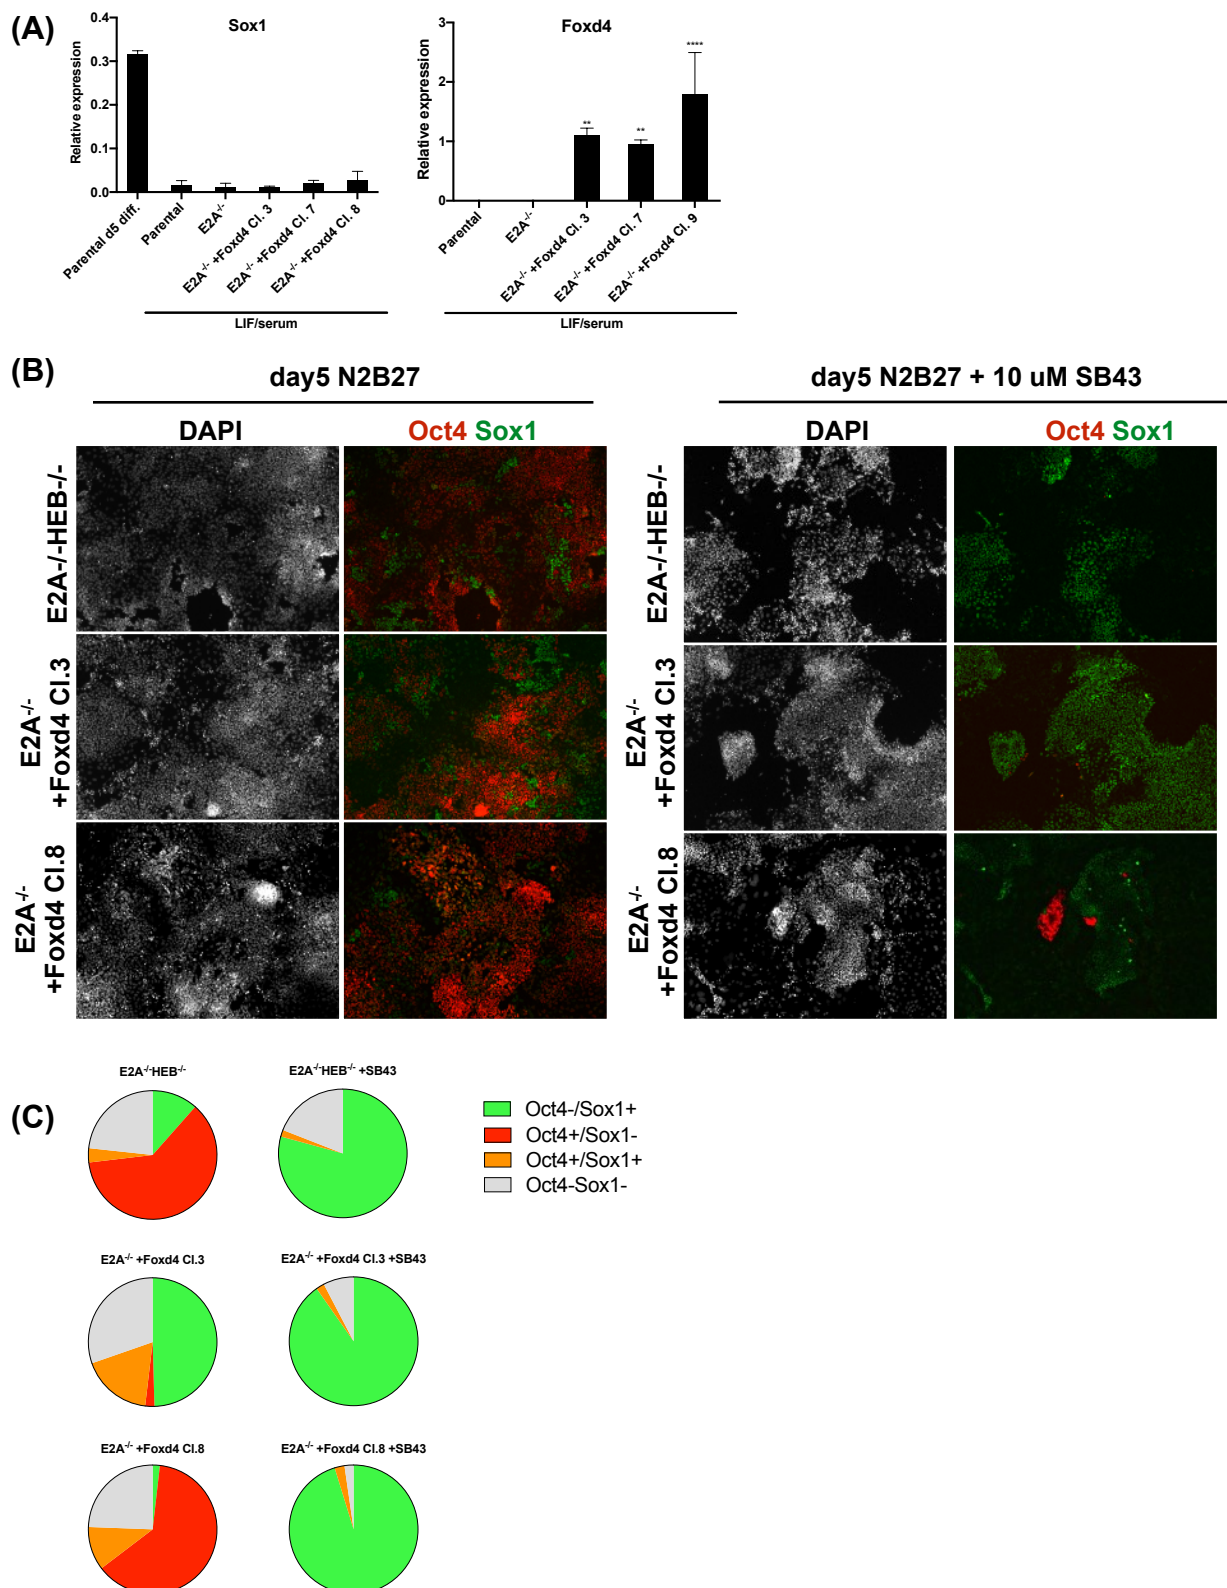 (A)
Sox1
Relative expression
0.4
0.3
0.2
0.1
0.0
Parental d5 diff.
Parental
E2A-/-
E2A-/- +Foxd4 Cl. 3
E2A-/- +Foxd4 Cl. 7
E2A-/- +Foxd4 Cl. 8
LIF/serum
Foxd4
Relative expression
3
2
1
0
**
**
****
Parental
E2A-/-
E2A-/- +Foxd4 Cl. 3
E2A-/- +Foxd4 Cl. 7
E2A-/- +Foxd4 Cl. 9
LIF/serum
(B)
day5 N2B27
DAPI
Oct4 Sox1
E2A-/-HEB-/-
E2A-/-
+Foxd4 Cl.3
E2A-/-
+Foxd4 Cl.8
day5 N2B27 + 10 uM SB43
DAPI
Oct4 Sox1
E2A-/-HEB-/-
E2A-/-
+Foxd4 Cl.3
E2A-/-
+Foxd4 Cl.8
(C)
E2A-/-HEB-/-
E2A-/-HEB-/- +SB43
Oct4-/Sox1+
Oct4+/Sox1-
Oct4+/Sox1+
Oct4-Sox1-
E2A-/- +Foxd4 Cl.3
E2A-/- +Foxd4 Cl.3 +SB43
E2A-/- +Foxd4 Cl.8
E2A-/- +Foxd4 Cl.8 +SB43